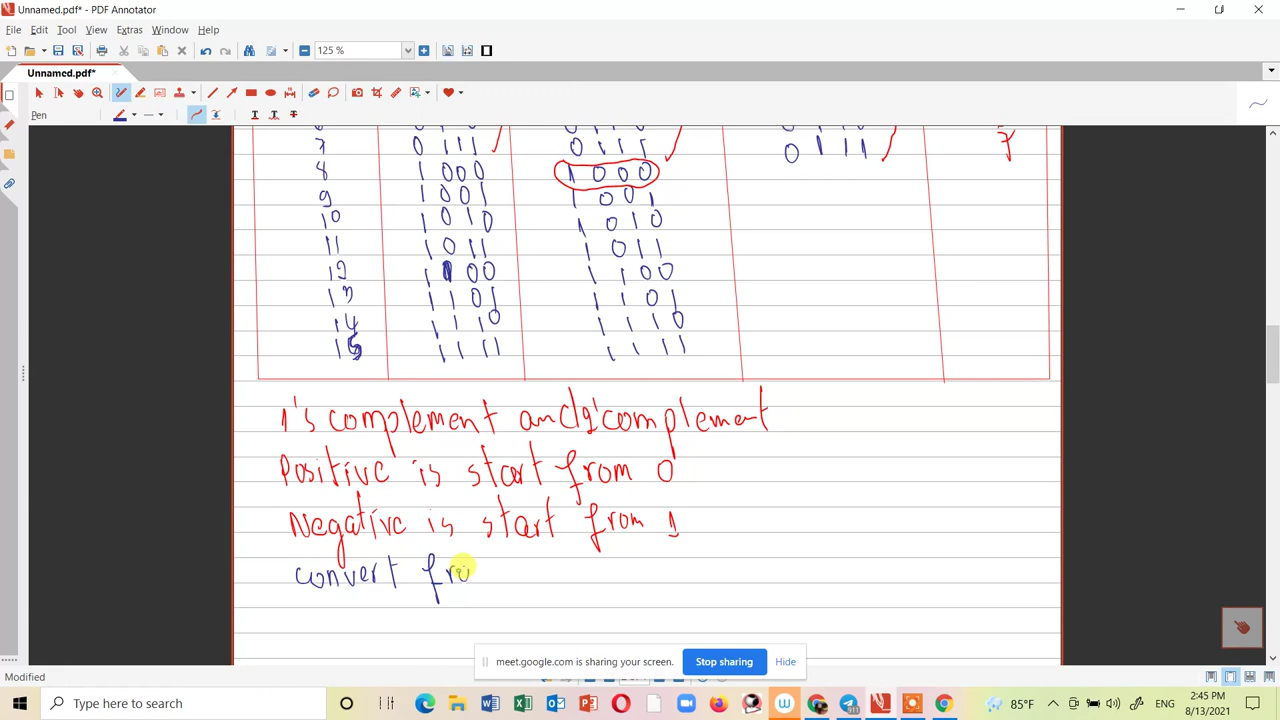 Unnamed.pdf* - PDF Annotator
File Edit Tool View Extras Window Help
125 %
Unnamed.pdf*
Pen
7 0 1 1 1 0 1 1 1 0 1 1 1 7
8 1 0 0 0 1 0 0 0
9 1 0 0 1 1 0 0 1
10 1 0 1 0 1 0 1 0
11 1 0 1 1 1 0 1 1
12 1 1 0 0 1 1 0 0
13 1 1 0 1 1 1 0 1
14 1 1 1 0 1 1 1 0
15 1 1 1 1 1 1 1 1
1's complement and 2'complement
Positive is start from 0
Negative is start from 1
convert fro
meet.google.com is sharing your screen. Stop sharing Hide
Modified
Type here to search
85°F ENG 2:45 PM
8/13/2021